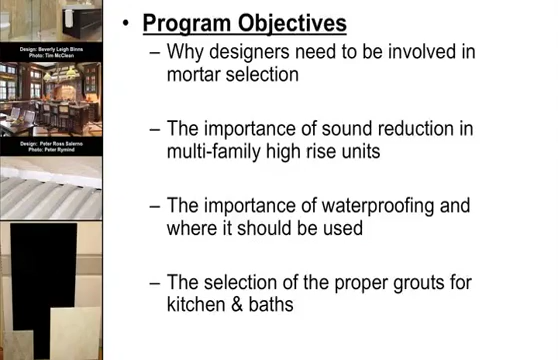 Design: Beverly Leigh Binns
Photo: Tim McClean
Design: Peter Ross Salerno
Photo: Peter Rymwid
• Program Objectives
– Why designers need to be involved in
mortar selection
– The importance of sound reduction in
multi-family high rise units
– The importance of waterproofing and
where it should be used
– The selection of the proper grouts for
kitchen & baths